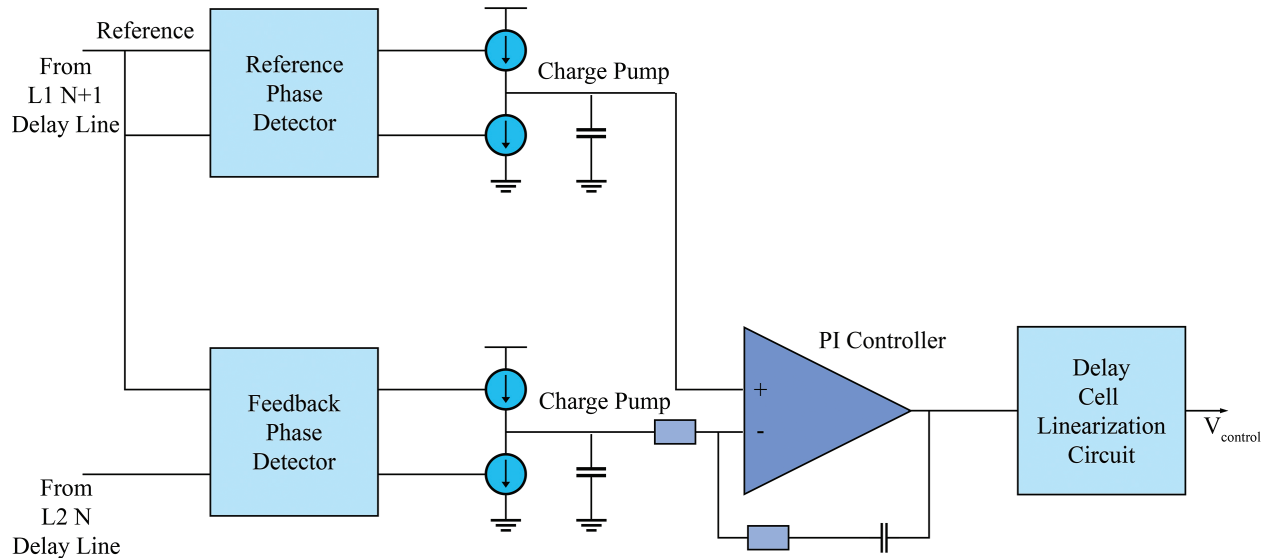 Reference
From
L1 N+1
Delay Line
Reference
Phase
Detector
Charge Pump
PI Controller
+
-
Delay
Cell
Linearization
Circuit
Vcontrol
Feedback
Phase
Detector
Charge Pump
From
L2 N
Delay Line